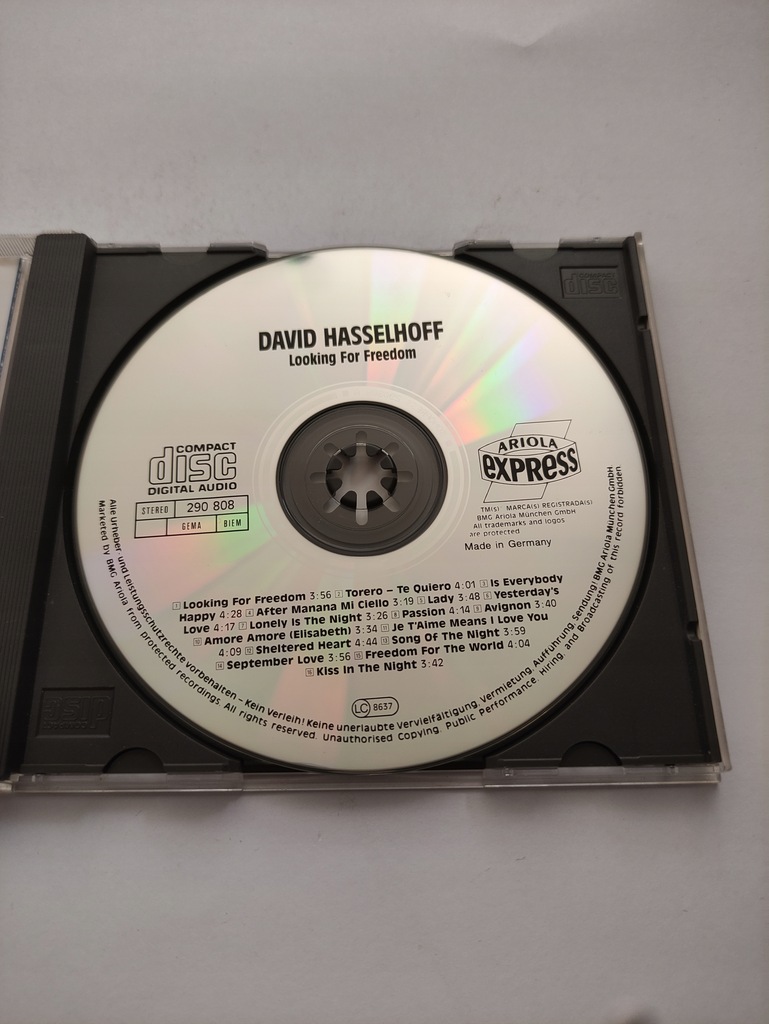 COMPACT
disc
DAVID HASSELHOFF
Looking For Freedom
COMPACT
disc
DIGITAL AUDIO
STEREO 290 808
GEMA BIEM
ARIOLA
EXPRESS
TM(S) MARCA(S) REGISTRADA(S)
BMG Ariola München GmbH
All trademarks and logos
are protected
Made in Germany
1 Looking For Freedom 3:56 2 Torero – Te Quiero 4:01 3 Is Everybody
Happy 4:28 4 After Manana Mi Cielo 3:19 5 Lady 3:48 6 Yesterday's
Love 4:17 7 Lonely Is The Night 3:26 8 Passion 4:14 9 Avignon 3:40
10 Amore Amore (Elisabeth) 3:34 11 Je T'Aime Means I Love You
4:09 12 Sheltered Heart 4:44 13 Song Of The Night 3:59
14 September Love 3:56 15 Freedom For The World 4:04
16 Kiss In The Night 3:42
LC 8637
Alle Urheber- und Leistungsschutzrechte vorbehalten – Kein Verleih! Keine unerlaubte Vervielfältigung, Vermietung, Aufführung, Sendung! BMG Ariola München GmbH
Marketed by BMG Ariola from protected recordings. All rights reserved. Unauthorised Copying, Public Performance, Hiring, and Broadcasting of this record forbidden
disc